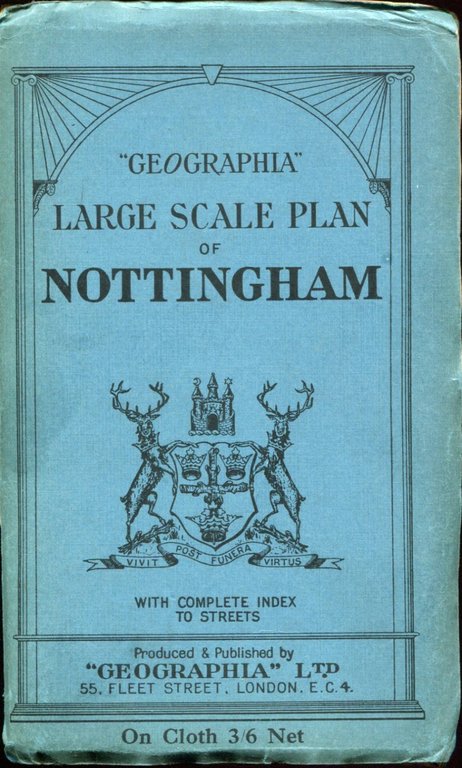 "GEOGRAPHIA"
LARGE SCALE PLAN
OF
NOTTINGHAM
VIVIT POST FUNERA VIRTUS
WITH COMPLETE INDEX
TO STREETS
Produced & Published by
"GEOGRAPHIA" LTD
55, FLEET STREET, LONDON. E.C.4.
On Cloth 3/6 Net